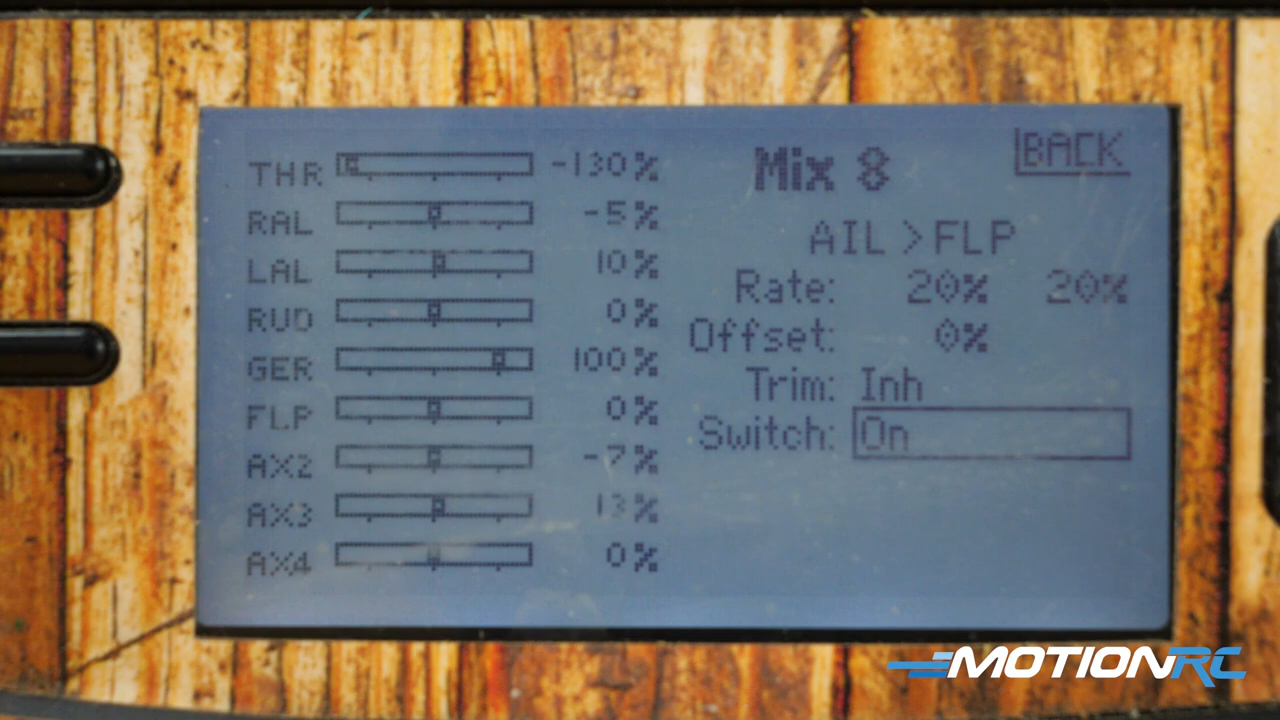 THR -130%
RAL -5%
LAL 10%
RUD 0%
GER 100%
FLP 0%
AX2 -7%
AX3 13%
AX4 0%
BACK
Mix 8
AIL > FLP
Rate: 20% 20%
Offset: 0%
Trim: Inh
Switch: On
MOTIONRC